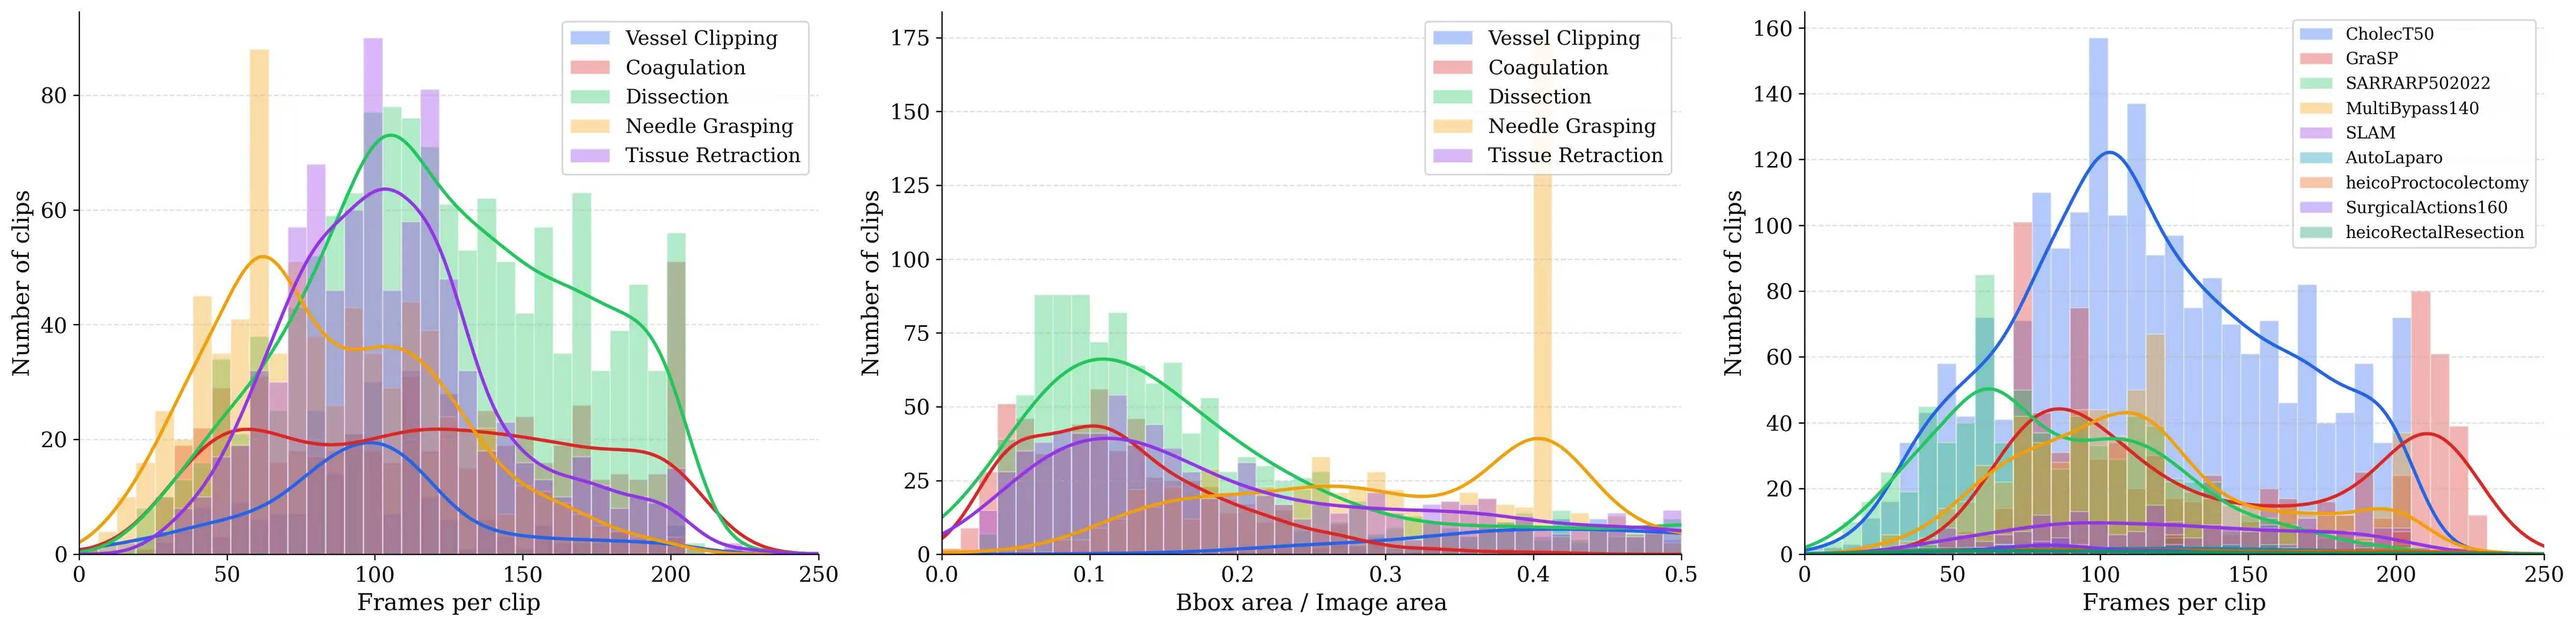 Number of clips
80
60
40
20
0
0 50 100 150 200 250
Frames per clip
Vessel Clipping
Coagulation
Dissection
Needle Grasping
Tissue Retraction
Number of clips
175
150
125
100
75
50
25
0
0.0 0.1 0.2 0.3 0.4 0.5
Bbox area / Image area
Vessel Clipping
Coagulation
Dissection
Needle Grasping
Tissue Retraction
Number of clips
160
140
120
100
80
60
40
20
0
0 50 100 150 200 250
Frames per clip
CholecT50
GraSP
SARRARP502022
MultiBypass140
SLAM
AutoLaparo
heicoProctocolectomy
SurgicalActions160
heicoRectalResection